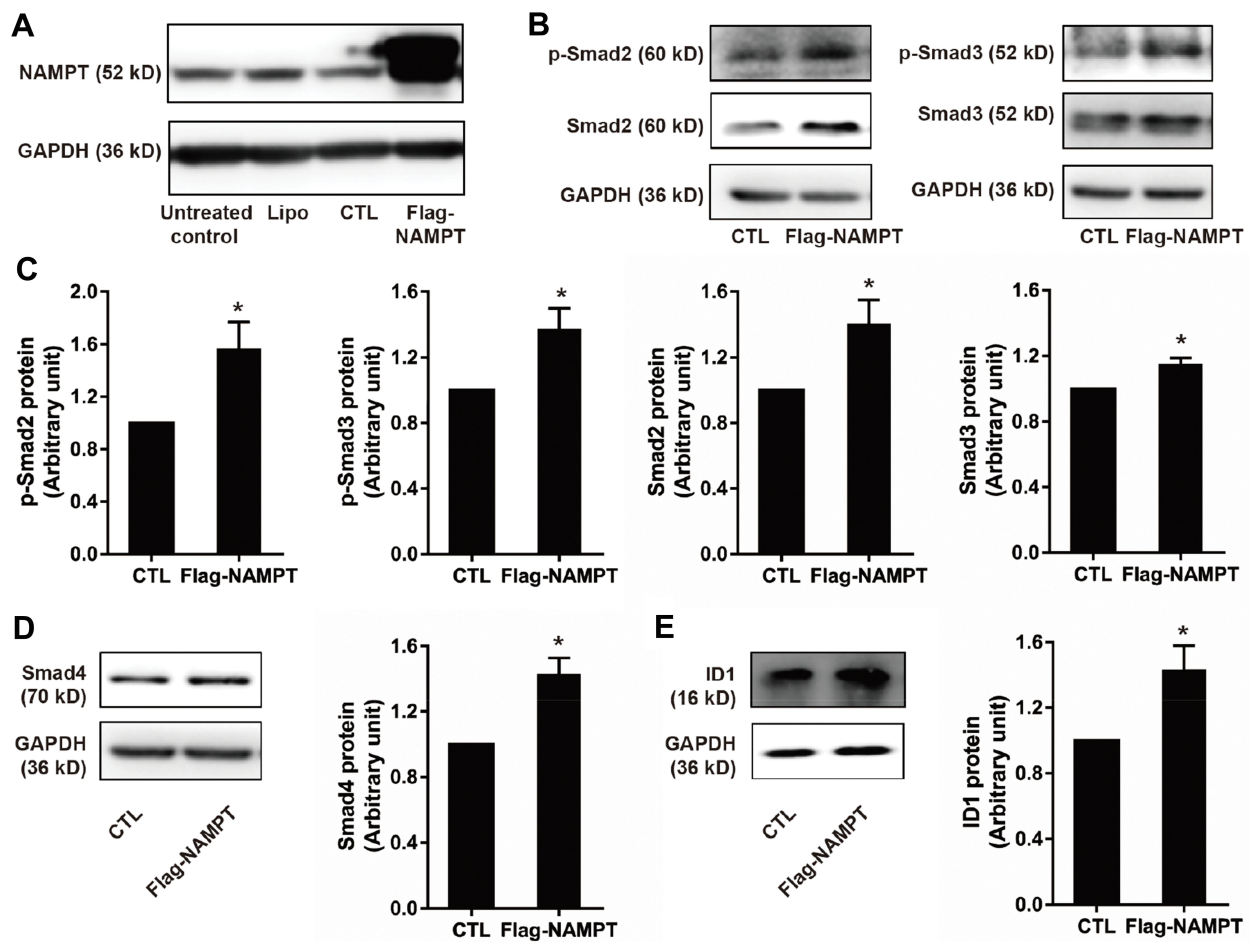 A
NAMPT (52 kD)
GAPDH (36 kD)
Untreated
control
Lipo
CTL
Flag-
NAMPT
B
p-Smad2 (60 kD)
Smad2 (60 kD)
GAPDH (36 kD)
CTL Flag-NAMPT
p-Smad3 (52 kD)
Smad3 (52 kD)
GAPDH (36 kD)
CTL Flag-NAMPT
C
p-Smad2 protein
(Arbitrary unit)
2.0
1.6
1.2
0.8
0.4
0.0
*
CTL Flag-NAMPT
p-Smad3 protein
(Arbitrary unit)
1.6
1.2
0.8
0.4
0.0
*
CTL Flag-NAMPT
Smad2 protein
(Arbitrary unit)
1.6
1.2
0.8
0.4
0.0
*
CTL Flag-NAMPT
Smad3 protein
(Arbitrary unit)
1.6
1.2
0.8
0.4
0.0
*
CTL Flag-NAMPT
D
Smad4
(70 kD)
GAPDH
(36 kD)
CTL
Flag-NAMPT
Smad4 protein
(Arbitrary unit)
1.6
1.2
0.8
0.4
0.0
*
CTL Flag-NAMPT
E
ID1
(16 kD)
GAPDH
(36 kD)
CTL
Flag-NAMPT
ID1 protein
(Arbitrary unit)
1.6
1.2
0.8
0.4
0.0
*
CTL Flag-NAMPT